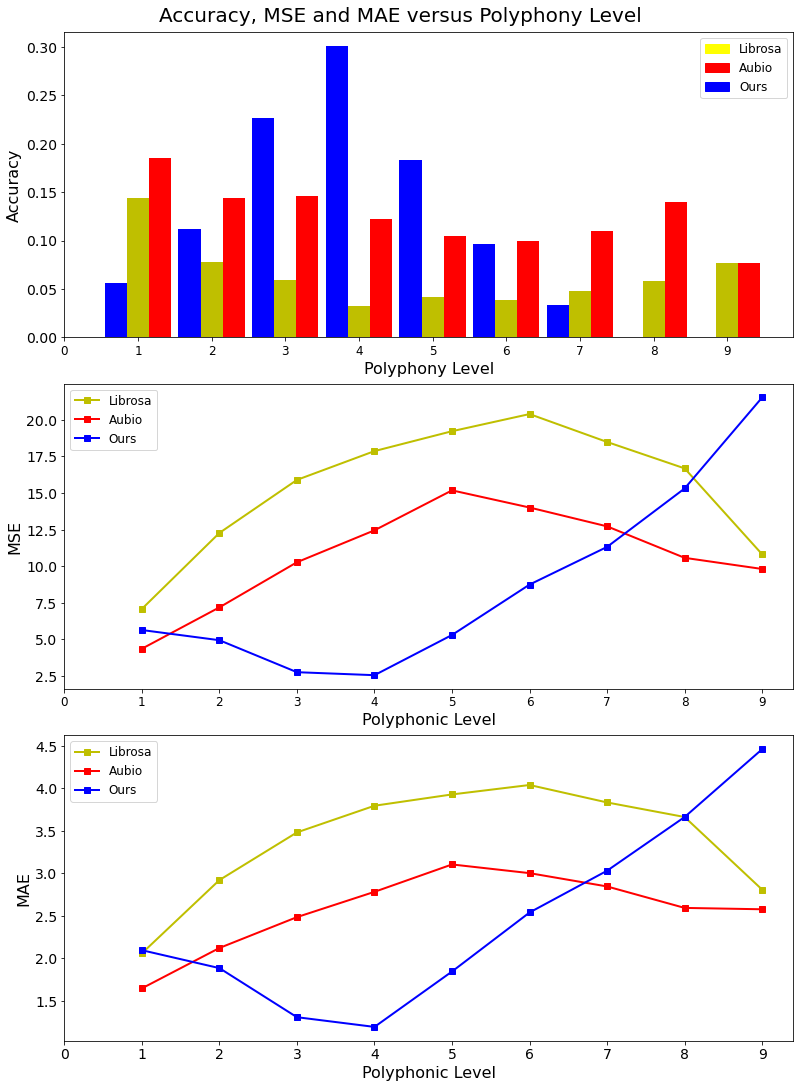 Accuracy, MSE and MAE versus Polyphony Level
Accuracy
0.30
0.25
0.20
0.15
0.10
0.05
0.00
Librosa
Aubio
Ours
0 1 2 3 4 5 6 7 8 9
Polyphony Level
MSE
20.0
17.5
15.0
12.5
10.0
7.5
5.0
2.5
Librosa
Aubio
Ours
0 1 2 3 4 5 6 7 8 9
Polyphonic Level
MAE
4.5
4.0
3.5
3.0
2.5
2.0
1.5
Librosa
Aubio
Ours
0 1 2 3 4 5 6 7 8 9
Polyphonic Level